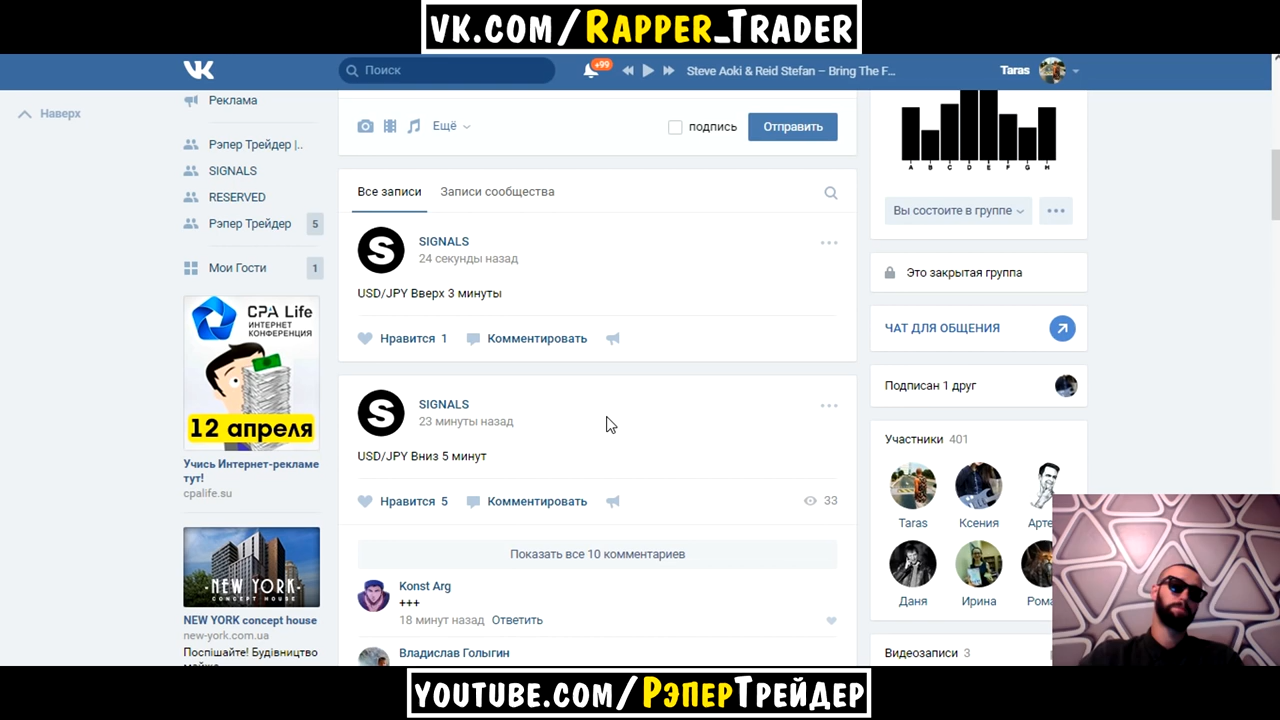 vk.com/Rapper_Trader
Поиск
+99
Steve Aoki & Reid Stefan – Bring The F...
Taras
Наверх
Реклама
Рэпер Трейдер |..
SIGNALS
RESERVED
Рэпер Трейдер 5
Мои Гости 1
CPA Life
ИНТЕРНЕТ
КОНФЕРЕНЦИЯ
12 апреля
Учись Интернет-рекламе
тут!
cpalife.su
NEW YORK
CONCEPT HOUSE
NEW YORK concept house
new-york.com.ua
Поспішайте! Будівництво
Ещё
подпись
Отправить
Все записи
Записи сообщества
SIGNALS
24 секунды назад
USD/JPY Вверх 3 минуты
Нравится 1
Комментировать
SIGNALS
23 минуты назад
USD/JPY Вниз 5 минут
Нравится 5
Комментировать
33
Показать все 10 комментариев
Konst Arg
+++
18 минут назад Ответить
Владислав Голыгин
A B C D E F G H
Вы состоите в группе
Это закрытая группа
ЧАТ ДЛЯ ОБЩЕНИЯ
Подписан 1 друг
Участники 401
Taras
Ксения
Арте
Даня
Ирина
Рома
Видеозаписи 3
youtube.com/РэперТрейдер